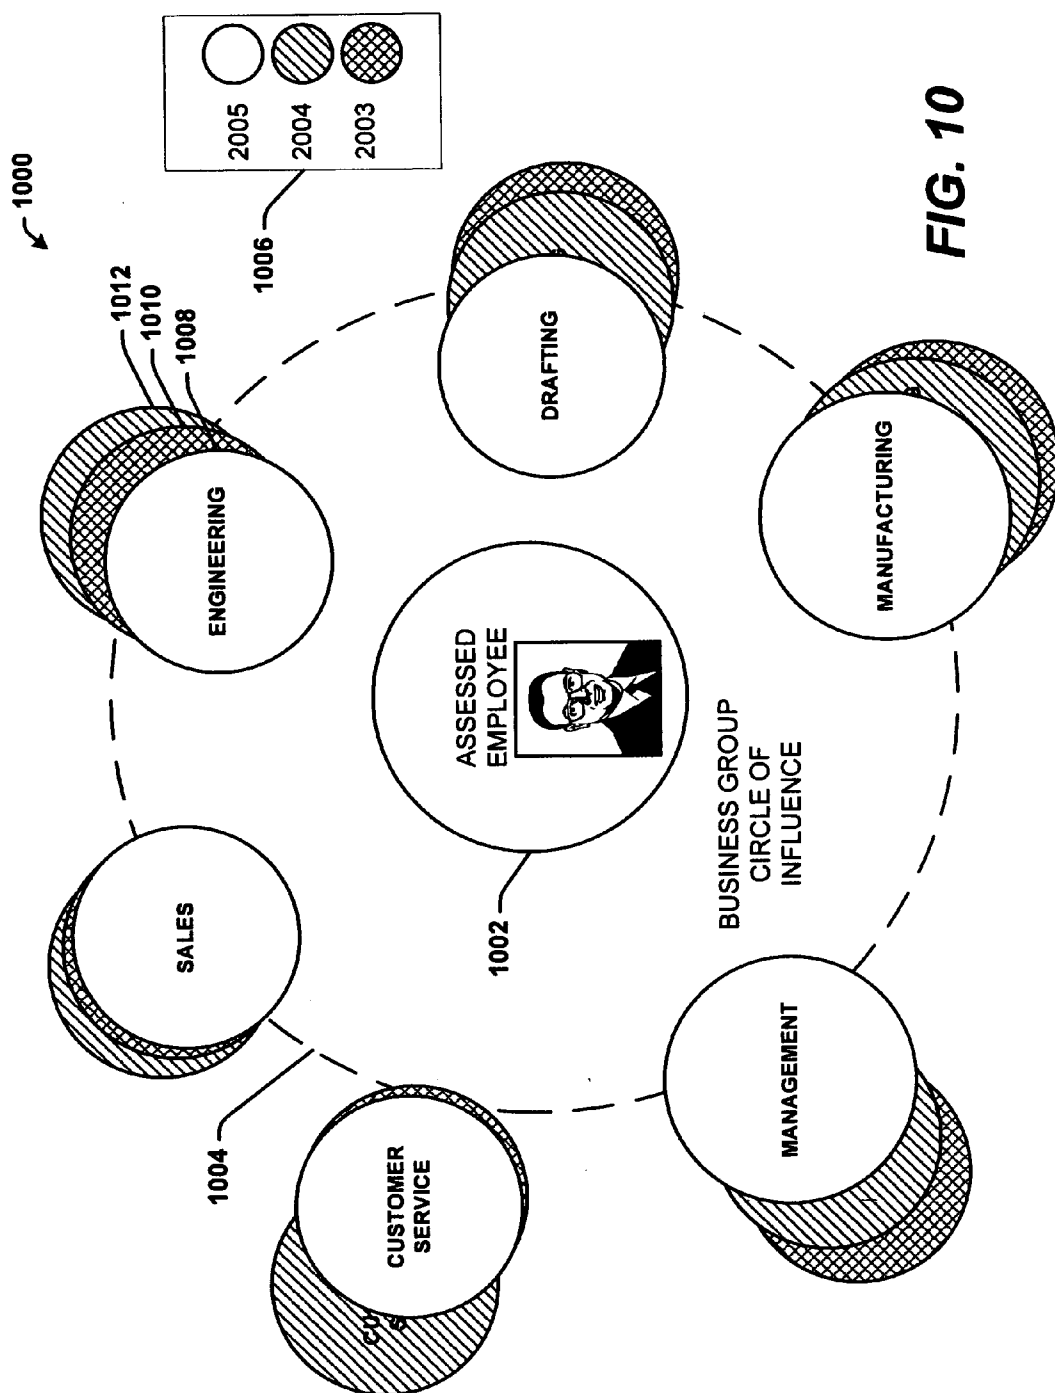 1000
2005
2004
2003
1006
1012
1010
1008
ENGINEERING
DRAFTING
SALES
ASSESSED
EMPLOYEE
MANUFACTURING
1002
BUSINESS GROUP
CIRCLE OF
INFLUENCE
1004
CUSTOMER
SERVICE
MANAGEMENT
CU
S
FIG. 10